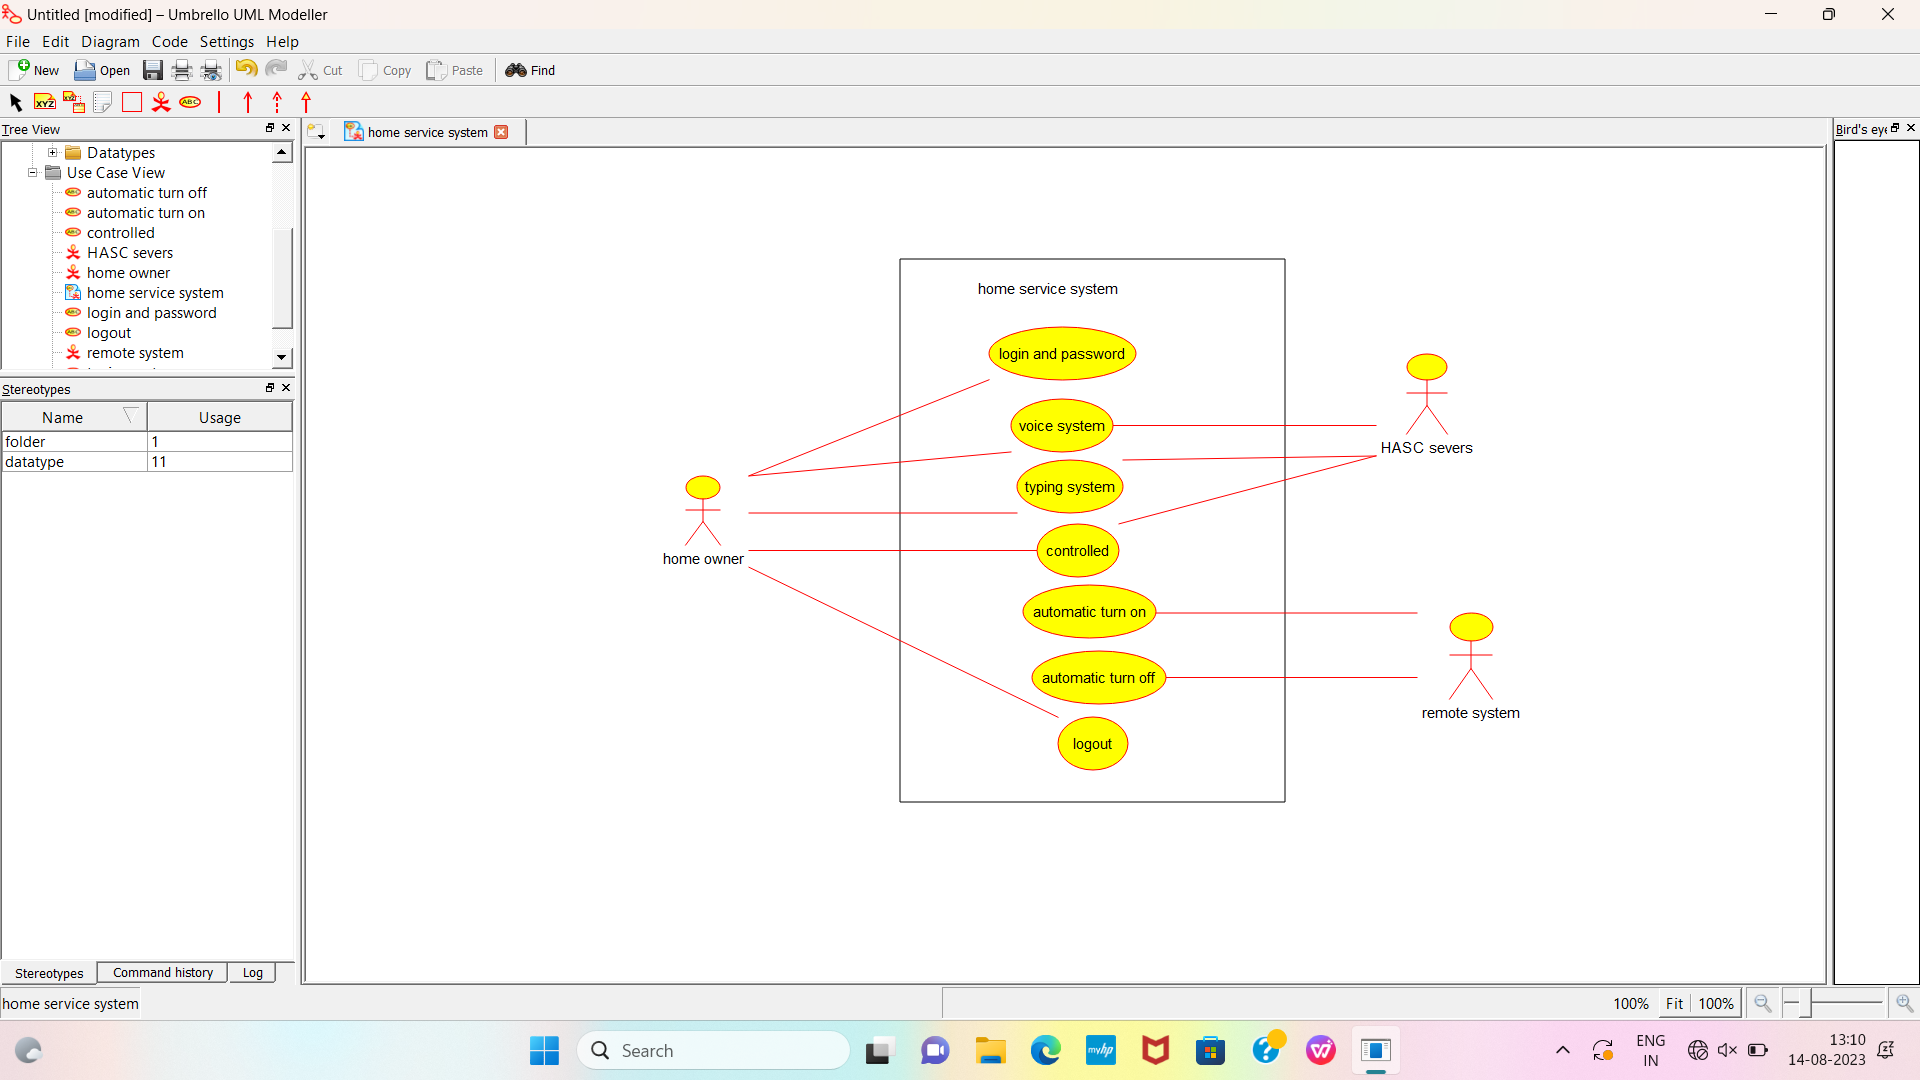 Untitled [modified] – Umbrello UML Modeller
File Edit Diagram Code Settings Help
New Open Cut Copy Paste Find
XYZ XYZ ABC
Tree View
home service system
Bird's eye
Datatypes
Use Case View
automatic turn off
automatic turn on
controlled
HASC severs
home owner
home service system
login and password
logout
remote system
Stereotypes
Name Usage
folder 1
datatype 11
home service system
login and password
voice system
typing system
controlled
automatic turn on
automatic turn off
logout
home owner
HASC severs
remote system
Stereotypes Command history Log
home service system
100% Fit 100%
Search
myhp
ENG
IN
13:10
14-08-2023